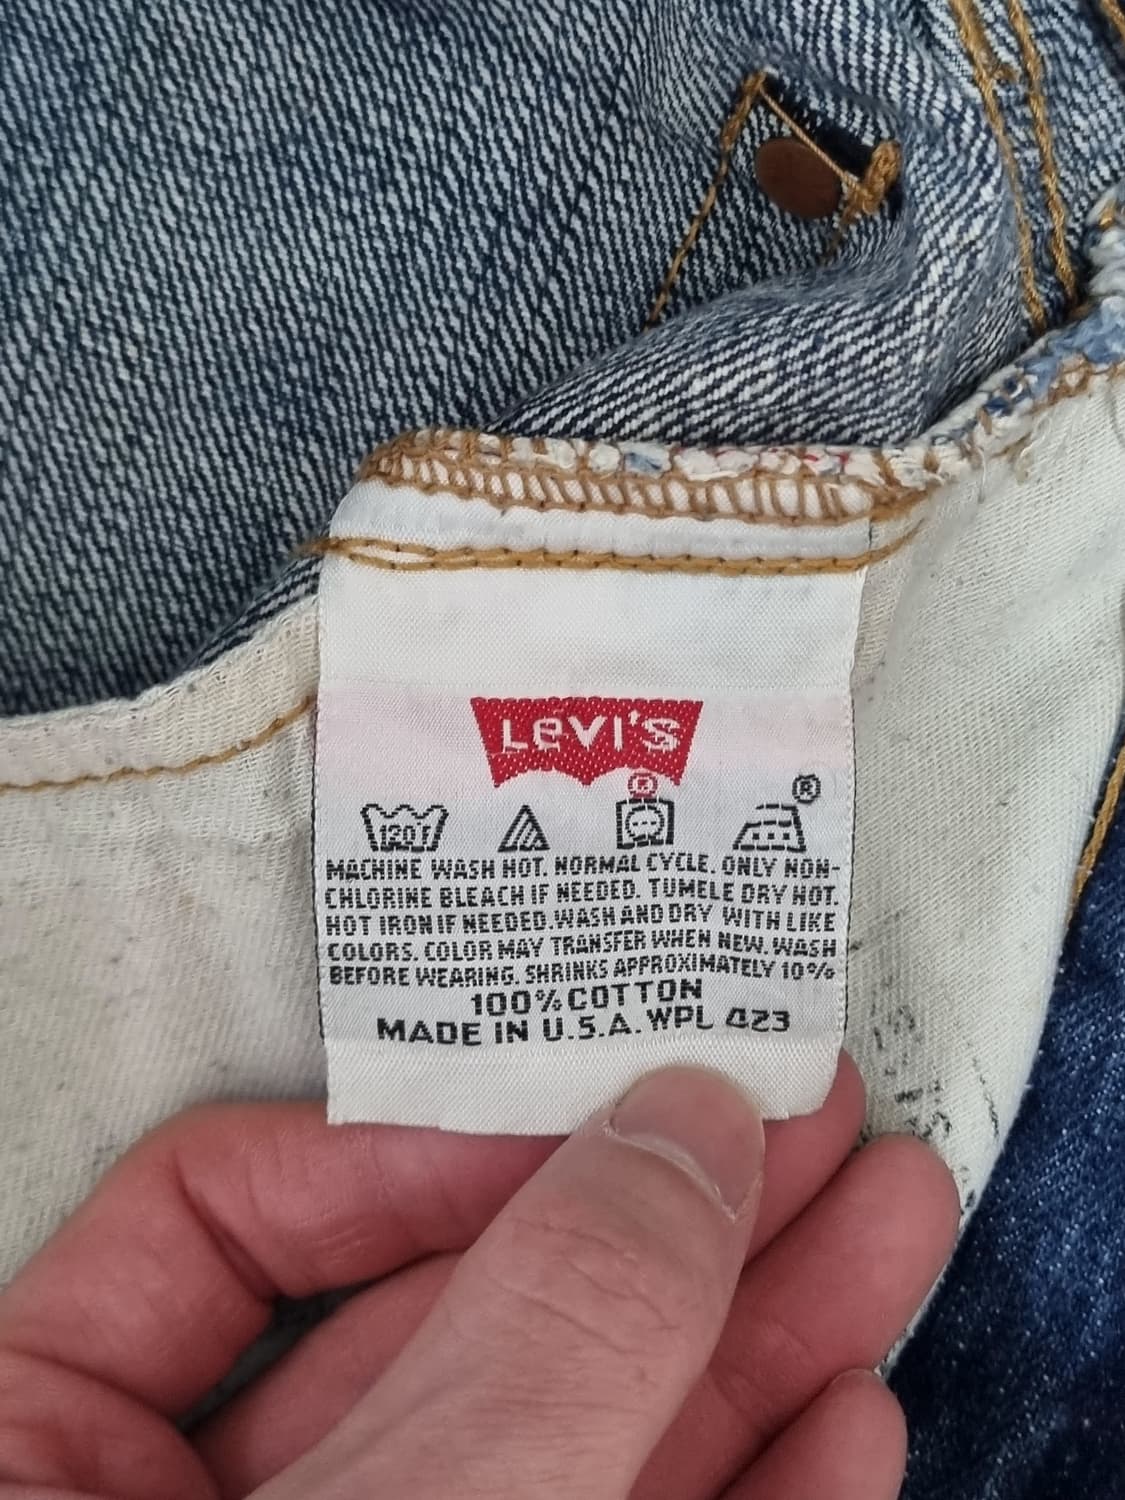 LEVI'S
®
®
120F
MACHINE WASH HOT. NORMAL CYCLE. ONLY NON-
CHLORINE BLEACH IF NEEDED. TUMBLE DRY HOT.
HOT IRON IF NEEDED. WASH AND DRY WITH LIKE
COLORS. COLOR MAY TRANSFER WHEN NEW. WASH
BEFORE WEARING. SHRINKS APPROXIMATELY 10%
100% COTTON
MADE IN U.S.A. WPL 423